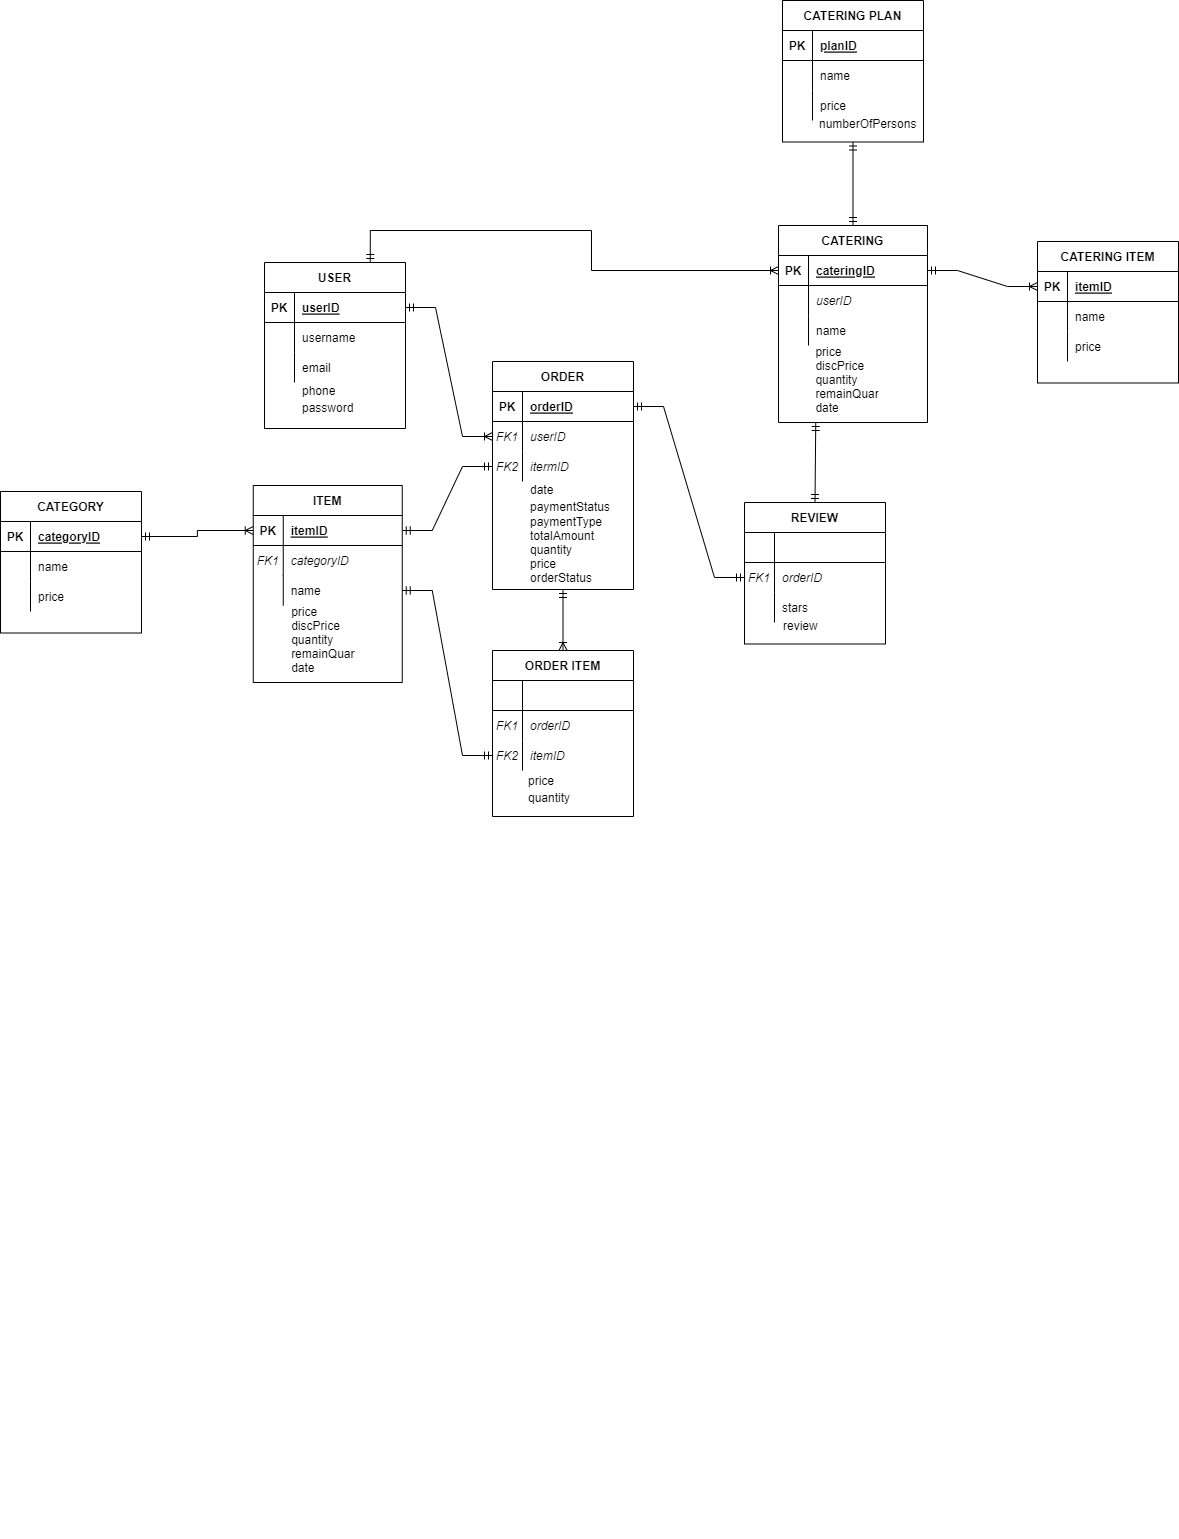 CATERING PLAN
PK planID
name
price
numberOfPersons
CATERING
PK cateringID
userID
name
price
discPrice
quantity
remainQuar
date
CATERING ITEM
PK itemID
name
price
USER
PK userID
username
email
phone
password
ORDER
PK orderID
FK1 userID
FK2 itermID
date
paymentStatus
paymentType
totalAmount
quantity
price
orderStatus
CATEGORY
PK categoryID
name
price
ITEM
PK itemID
FK1 categoryID
name
price
discPrice
quantity
remainQuar
date
REVIEW
FK1 orderID
stars
review
ORDER ITEM
FK1 orderID
FK2 itemID
price
quantity